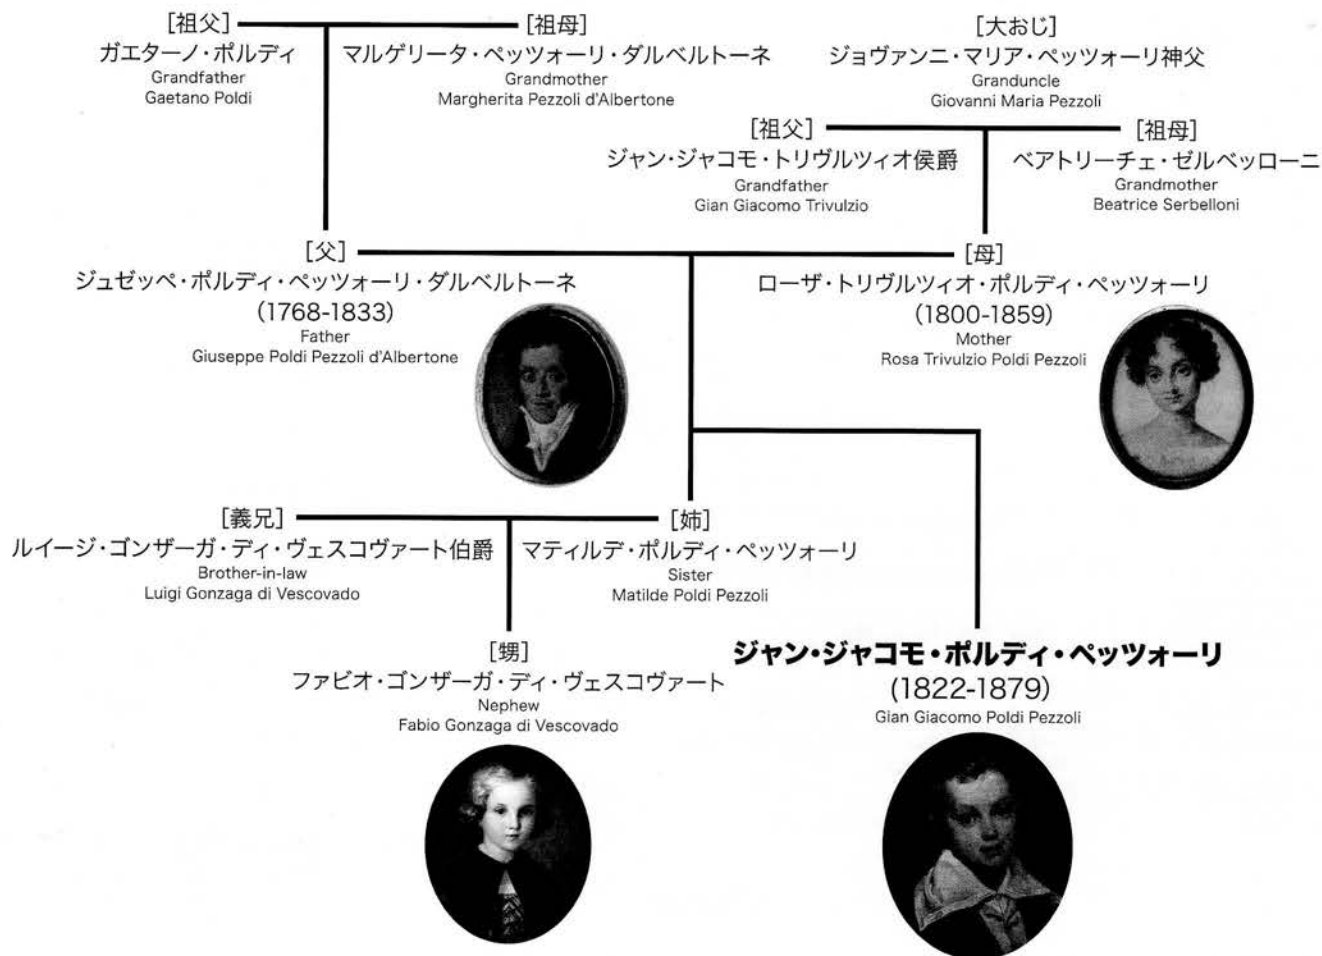 [祖父]
ガエターノ・ポルディ
Grandfather
Gaetano Poldi
[祖母]
マルゲリータ・ペッツォーリ・ダルベルトーネ
Grandmother
Margherita Pezzoli d'Albertone
[大おじ]
ジョヴァンニ・マリア・ペッツォーリ神父
Granduncle
Giovanni Maria Pezzoli
[祖父]
ジャン・ジャコモ・トリヴルツィオ侯爵
Grandfather
Gian Giacomo Trivulzio
[祖母]
ベアトリーチェ・ゼルベッローニ
Grandmother
Beatrice Serbelloni
[父]
ジュゼッペ・ポルディ・ペッツォーリ・ダルベルトーネ
(1768-1833)
Father
Giuseppe Poldi Pezzoli d'Albertone
[母]
ローザ・トリヴルツィオ・ポルディ・ペッツォーリ
(1800-1859)
Mother
Rosa Trivulzio Poldi Pezzoli
[義兄]
ルイージ・ゴンザーガ・ディ・ヴェスコヴァート伯爵
Brother-in-law
Luigi Gonzaga di Vescovado
[姉]
マティルデ・ポルディ・ペッツォーリ
Sister
Matilde Poldi Pezzoli
[甥]
ファビオ・ゴンザーガ・ディ・ヴェスコヴァート
Nephew
Fabio Gonzaga di Vescovado
ジャン・ジャコモ・ポルディ・ペッツォーリ
(1822-1879)
Gian Giacomo Poldi Pezzoli